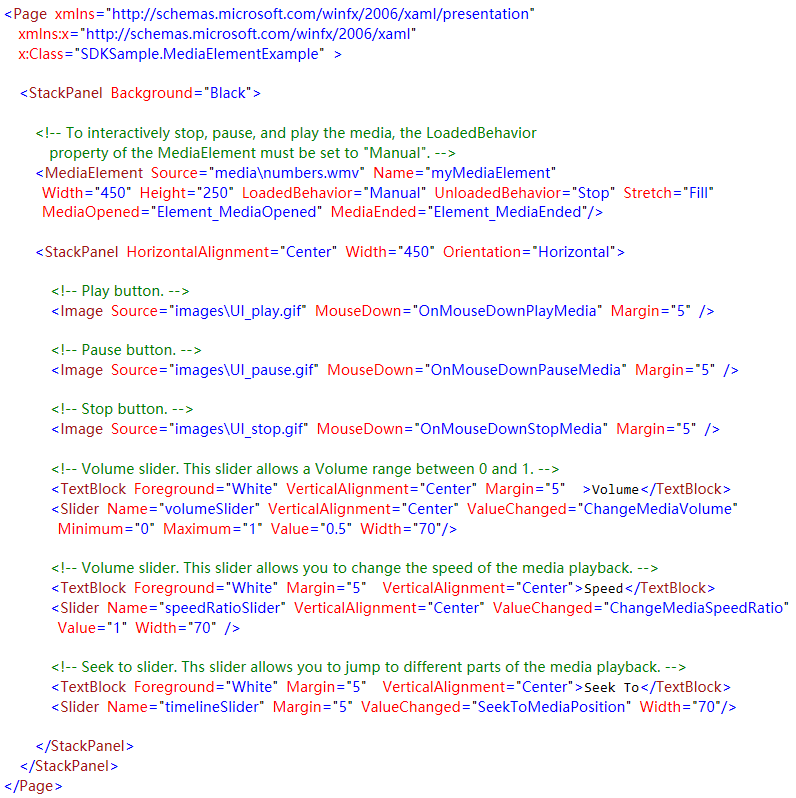 <Page xmlns="http://schemas.microsoft.com/winfx/2006/xaml/presentation"
xmlns:x="http://schemas.microsoft.com/winfx/2006/xaml"
x:Class="SDKSample.MediaElementExample" >
<StackPanel Background="Black">
<!-- To interactively stop, pause, and play the media, the LoadedBehavior
property of the MediaElement must be set to "Manual". -->
<MediaElement Source="media\numbers.wmv" Name="myMediaElement"
Width="450" Height="250" LoadedBehavior="Manual" UnloadedBehavior="Stop" Stretch="Fill"
MediaOpened="Element_MediaOpened" MediaEnded="Element_MediaEnded"/>
<StackPanel HorizontalAlignment="Center" Width="450" Orientation="Horizontal">
<!-- Play button. -->
<Image Source="images\UI_play.gif" MouseDown="OnMouseDownPlayMedia" Margin="5" />
<!-- Pause button. -->
<Image Source="images\UI_pause.gif" MouseDown="OnMouseDownPauseMedia" Margin="5" />
<!-- Stop button. -->
<Image Source="images\UI_stop.gif" MouseDown="OnMouseDownStopMedia" Margin="5" />
<!-- Volume slider. This slider allows a Volume range between 0 and 1. -->
<TextBlock Foreground="White" VerticalAlignment="Center" Margin="5"  >Volume</TextBlock>
<Slider Name="volumeSlider" VerticalAlignment="Center" ValueChanged="ChangeMediaVolume"
Minimum="0" Maximum="1" Value="0.5" Width="70"/>
<!-- Volume slider. This slider allows you to change the speed of the media playback. -->
<TextBlock Foreground="White" Margin="5"  VerticalAlignment="Center">Speed</TextBlock>
<Slider Name="speedRatioSlider" VerticalAlignment="Center" ValueChanged="ChangeMediaSpeedRatio"
Value="1" Width="70" />
<!-- Seek to slider. Ths slider allows you to jump to different parts of the media playback. -->
<TextBlock Foreground="White" Margin="5"  VerticalAlignment="Center">Seek To</TextBlock>
<Slider Name="timelineSlider" Margin="5" ValueChanged="SeekToMediaPosition" Width="70"/>
</StackPanel>
</StackPanel>
</Page>